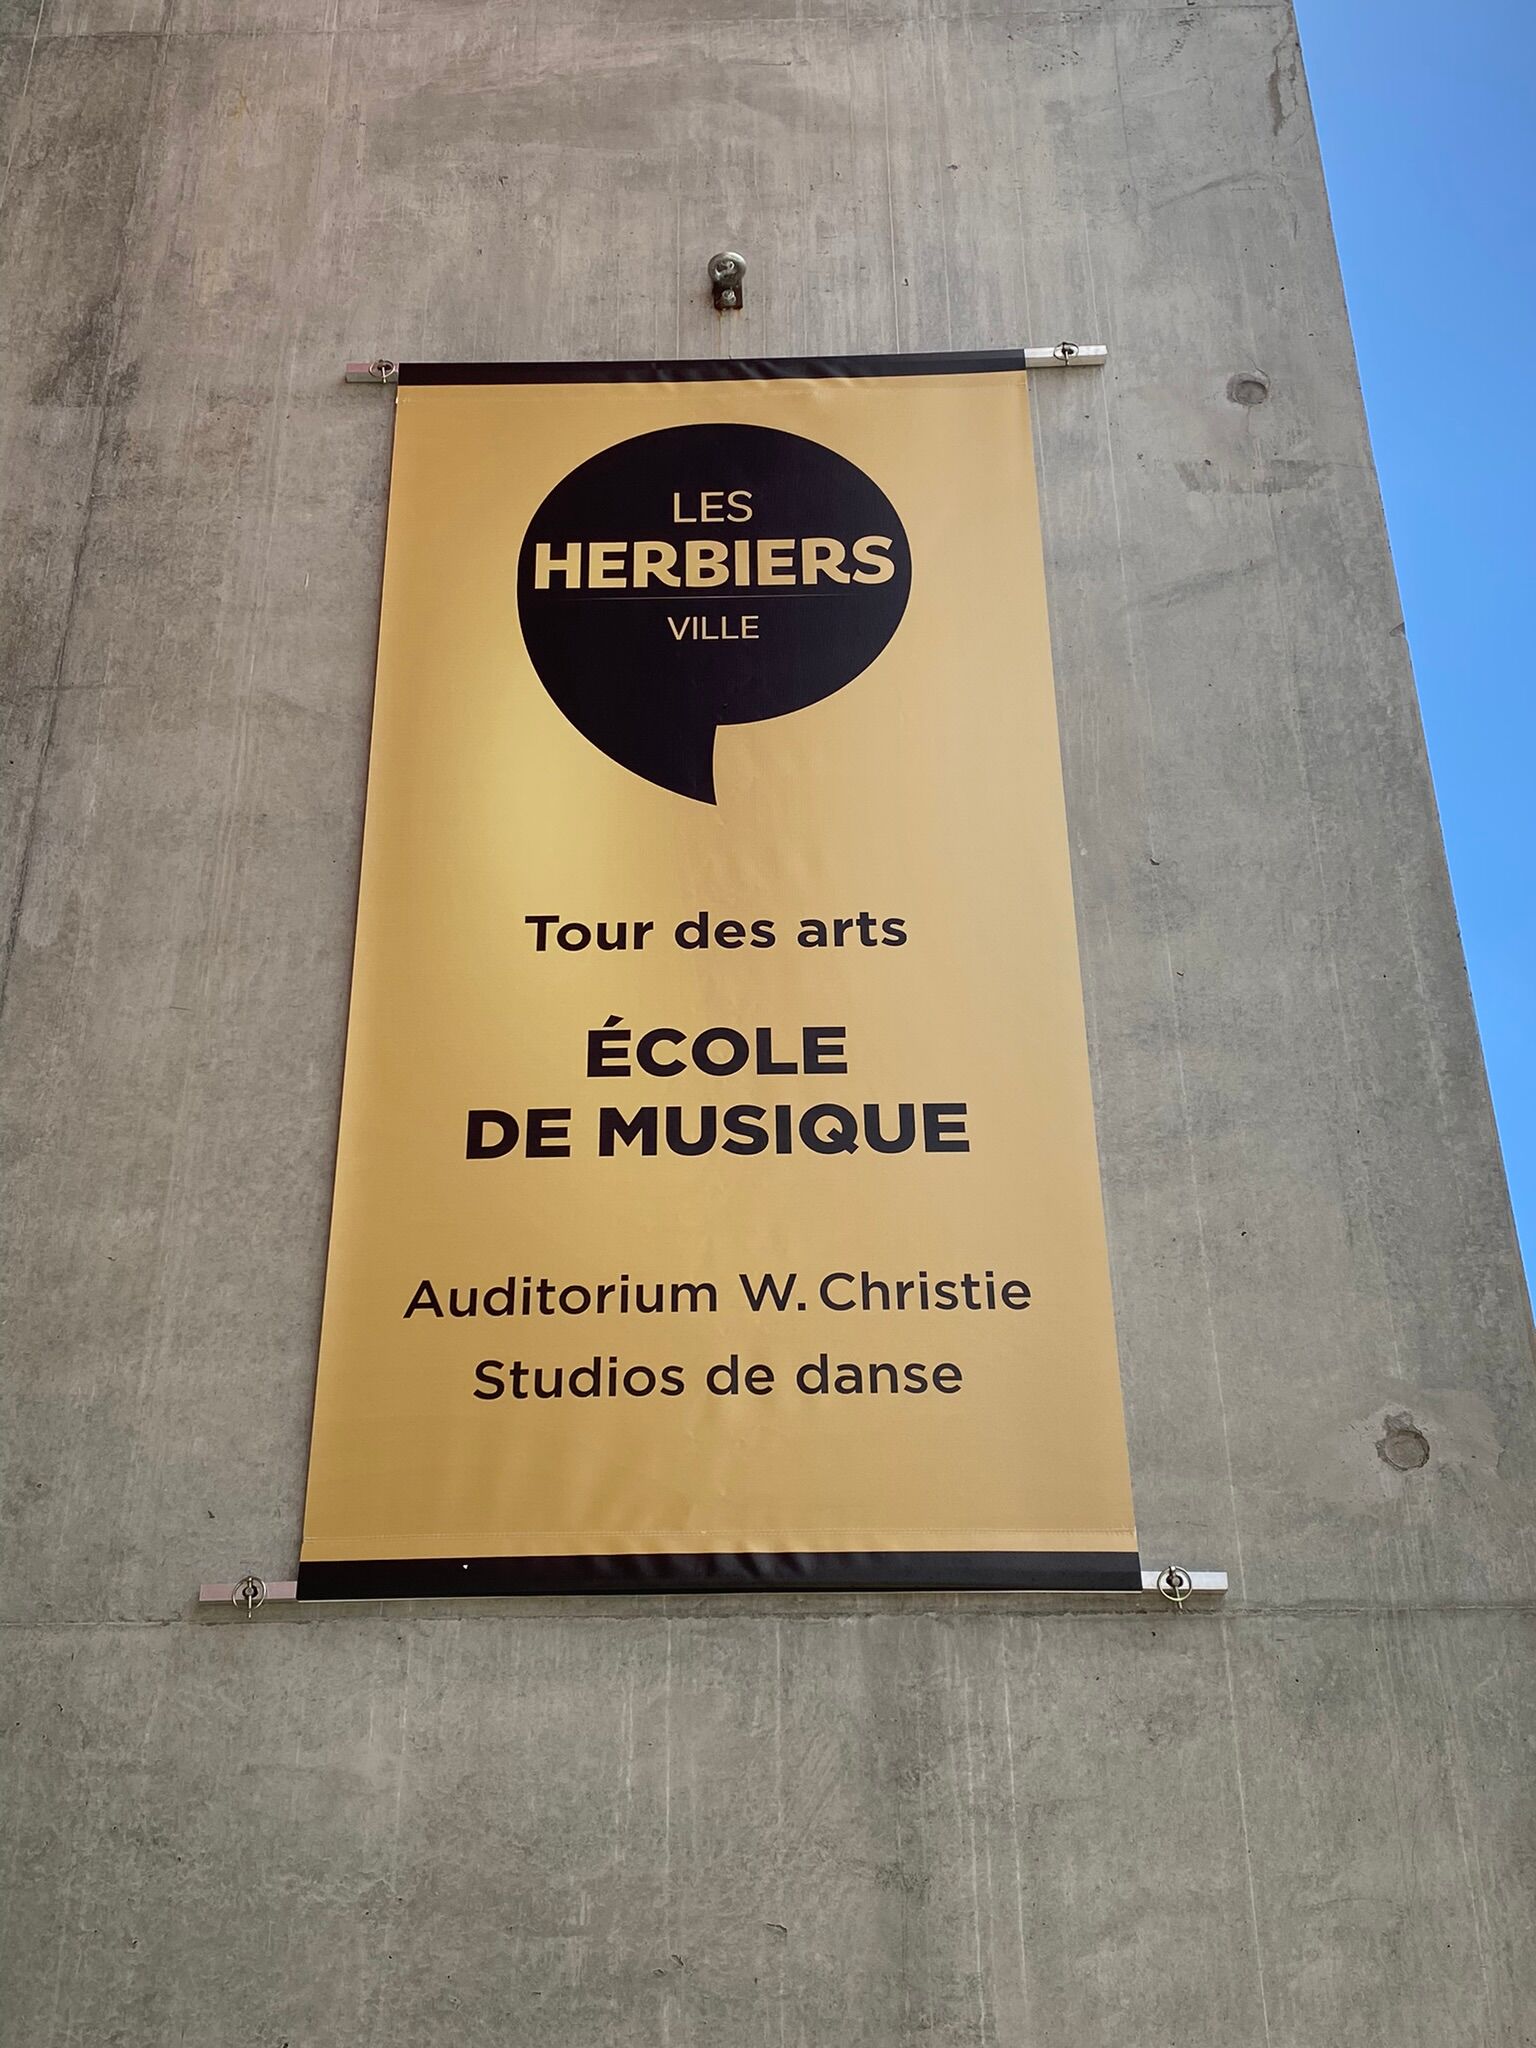 LES
HERBIERS
VILLE
Tour des arts
ÉCOLE
DE MUSIQUE
Auditorium W. Christie
Studios de danse